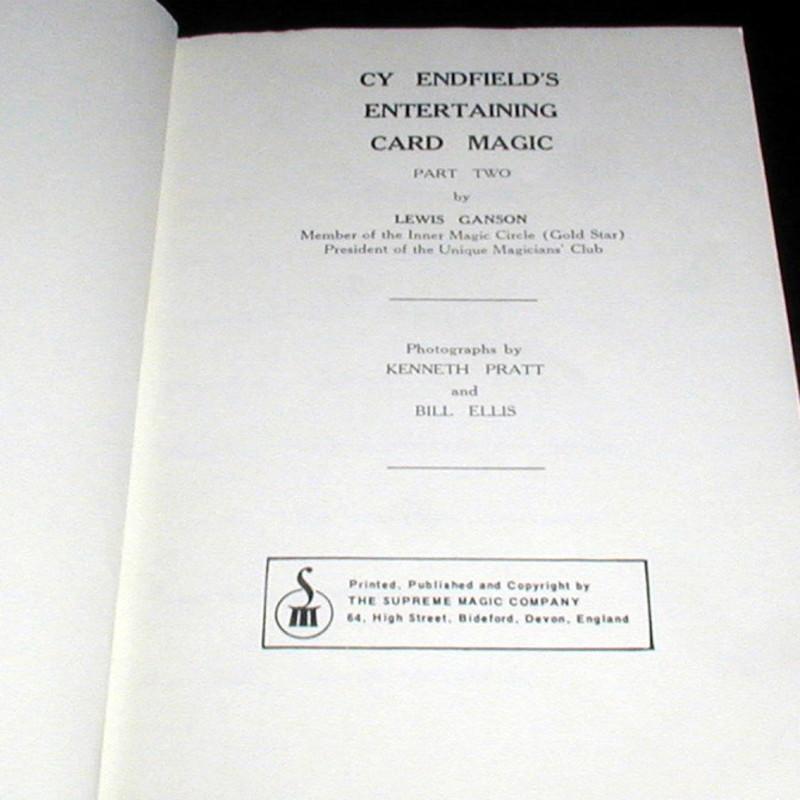 CY ENDFIELD'S
ENTERTAINING
CARD MAGIC
PART TWO
by
LEWIS GANSON
Member of the Inner Magic Circle (Gold Star)
President of the Unique Magicians' Club
Photographs by
KENNETH PRATT
and
BILL ELLIS
SM
Printed, Published and Copyright by
THE SUPREME MAGIC COMPANY
64, High Street, Bideford, Devon, England